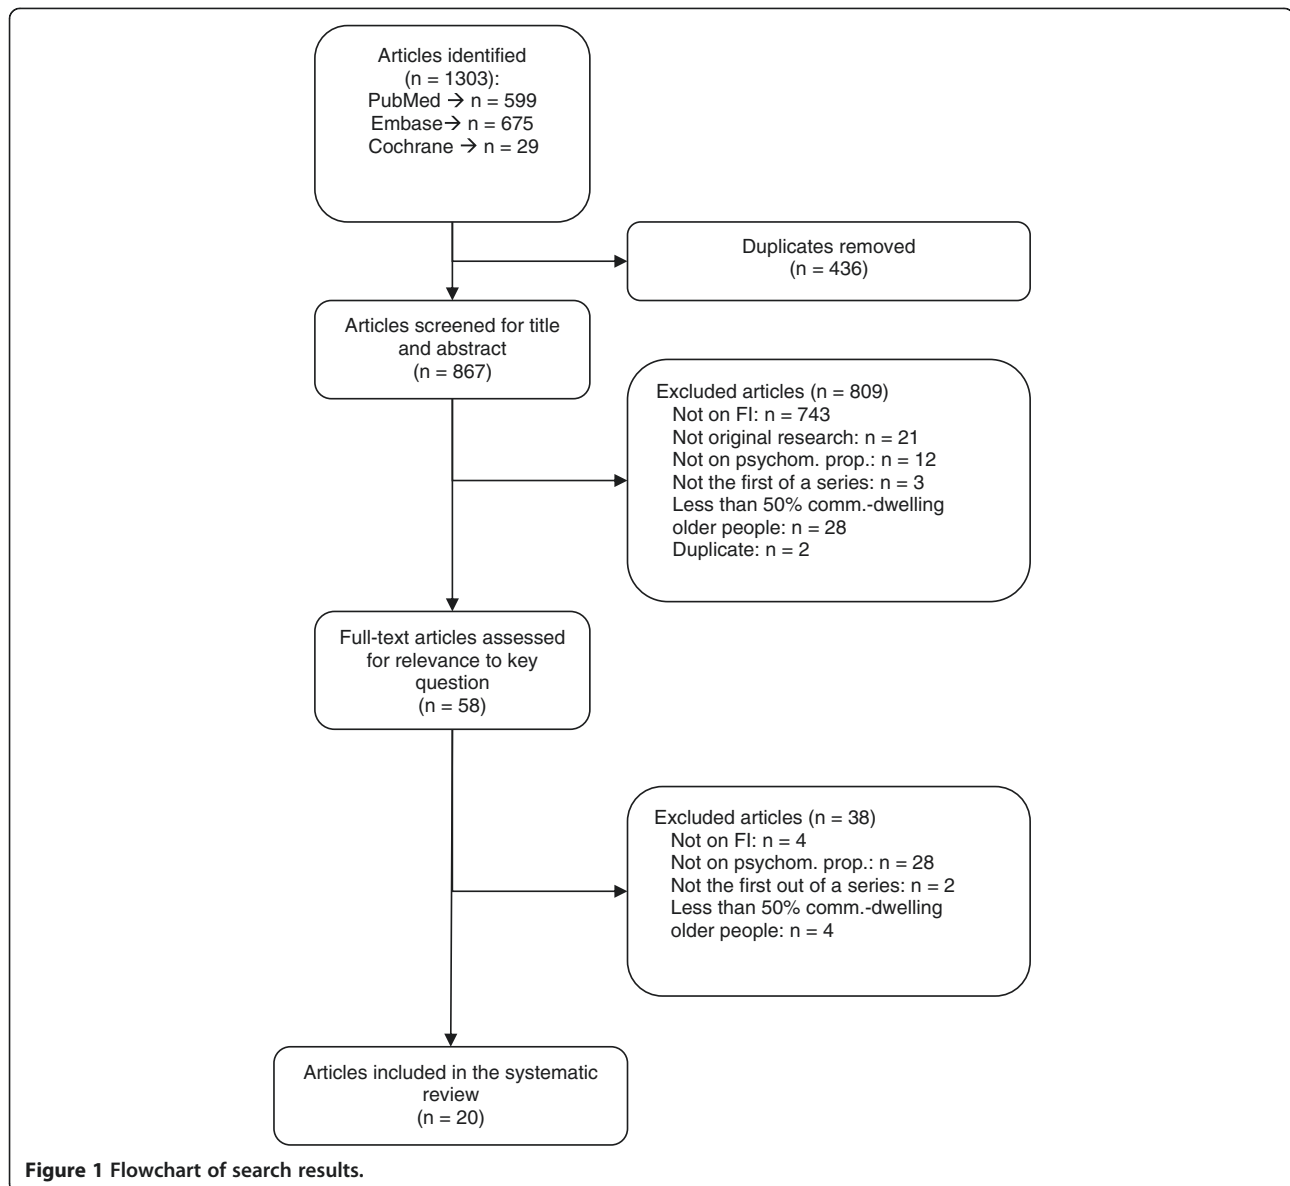 Articles identified
(n = 1303):
PubMed → n = 599
Embase→ n = 675
Cochrane → n = 29
Duplicates removed
(n = 436)
Articles screened for title
and abstract
(n = 867)
Excluded articles (n = 809)
Not on FI: n = 743
Not original research: n = 21
Not on psychom. prop.: n = 12
Not the first of a series: n = 3
Less than 50% comm.-dwelling
older people: n = 28
Duplicate: n = 2
Full-text articles assessed
for relevance to key
question
(n = 58)
Excluded articles (n = 38)
Not on FI: n = 4
Not on psychom. prop.: n = 28
Not the first out of a series: n = 2
Less than 50% comm.-dwelling
older people: n = 4
Articles included in the systematic
review
(n = 20)
Figure 1 Flowchart of search results.